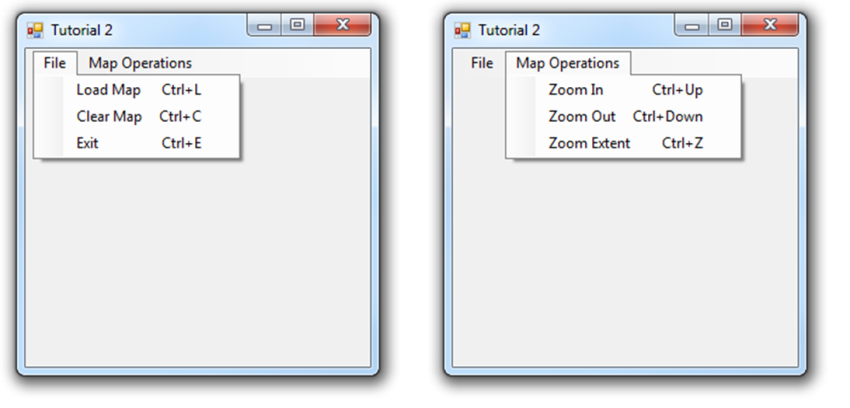 Tutorial 2
File Map Operations
Load Map Ctrl+L
Clear Map Ctrl+C
Exit Ctrl+E
Tutorial 2
File Map Operations
Zoom In Ctrl+Up
Zoom Out Ctrl+Down
Zoom Extent Ctrl+Z